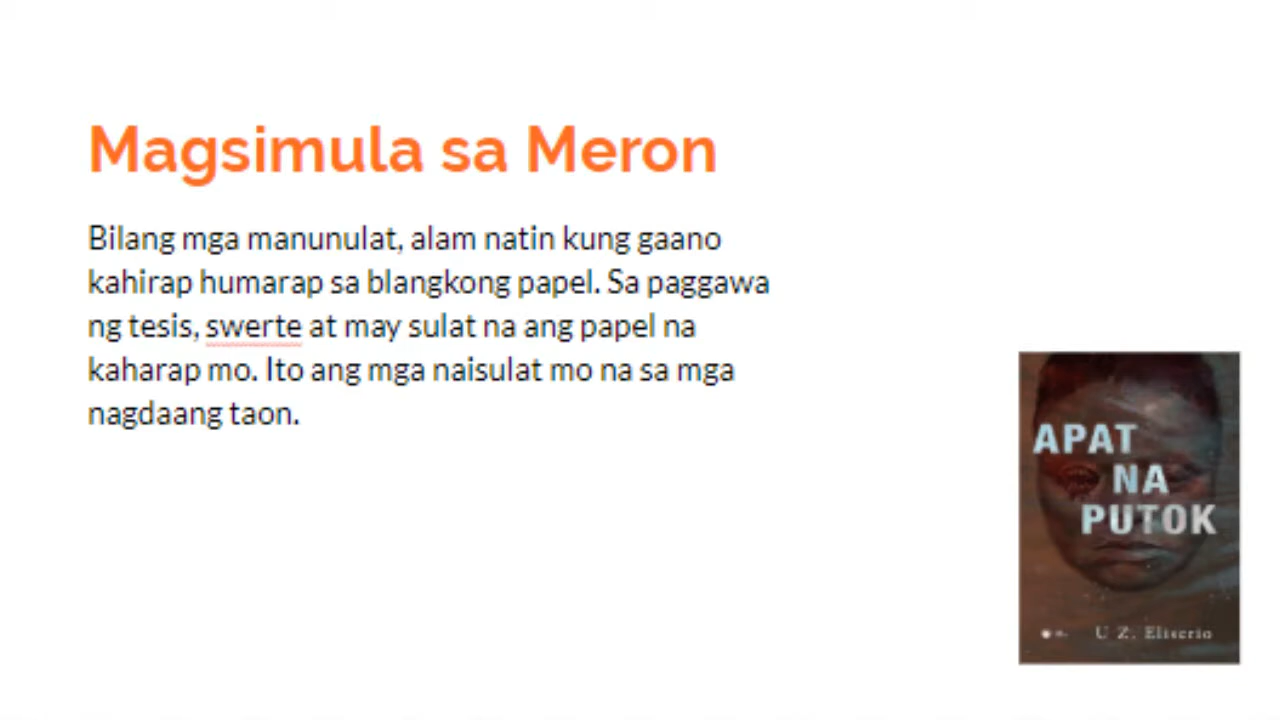 Magsimula sa Meron
Bilang mga manunulat, alam natin kung gaano
kahirap humarap sa blangkong papel. Sa paggawa
ng tesis, swerte at may sulat na ang papel na
kaharap mo. Ito ang mga naisulat mo na sa mga
nagdaang taon.
APAT
NA
PUTOK
U Z. Eliserio